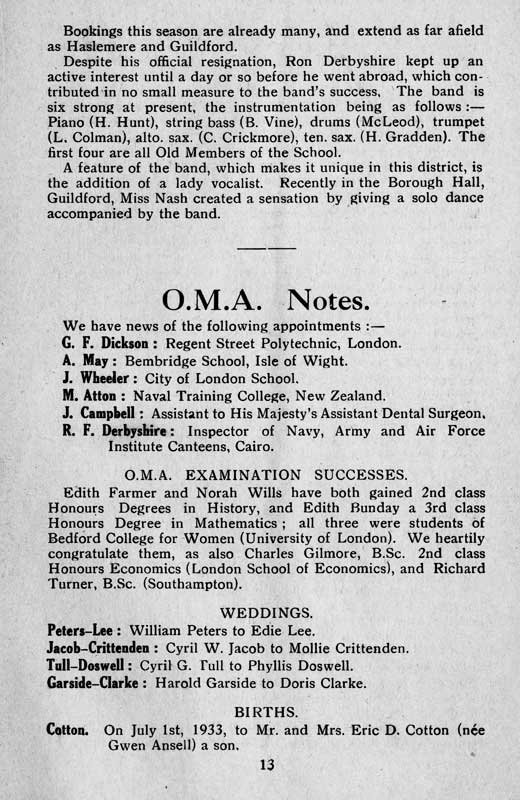 Bookings this season are already many, and extend as far afield
as Haslemere and Guildford.
Despite his official resignation, Ron Derbyshire kept up an
active interest until a day or so before he went abroad, which con-
tributed in no small measure to the band's success. The band is
six strong at present, the instrumentation being as follows :—
Piano (H. Hunt), string bass (B. Vine), drums (McLeod), trumpet
(L. Colman), alto. sax. (C. Crickmore), ten. sax. (H. Gradden). The
first four are all Old Members of the School.
A feature of the band, which makes it unique in this district, is
the addition of a lady vocalist. Recently in the Borough Hall,
Guildford, Miss Nash created a sensation by giving a solo dance
accompanied by the band.
O.M.A. Notes.
We have news of the following appointments :—
G. F. Dickson : Regent Street Polytechnic, London.
A. May : Bembridge School, Isle of Wight.
J. Wheeler : City of London School.
M. Atton : Naval Training College, New Zealand.
J. Campbell : Assistant to His Majesty's Assistant Dental Surgeon.
R. F. Derbyshire : Inspector of Navy, Army and Air Force
Institute Canteens, Cairo.
O.M.A. EXAMINATION SUCCESSES.
Edith Farmer and Norah Wills have both gained 2nd class
Honours Degrees in History, and Edith Bunday a 3rd class
Honours Degree in Mathematics ; all three were students of
Bedford College for Women (University of London). We heartily
congratulate them, as also Charles Gilmore, B.Sc. 2nd class
Honours Economics (London School of Economics), and Richard
Turner, B.Sc. (Southampton).
WEDDINGS.
Peters–Lee : William Peters to Edie Lee.
Jacob–Crittenden : Cyril W. Jacob to Mollie Crittenden.
Tull–Doswell : Cyril G. Tull to Phyllis Doswell.
Garside–Clarke : Harold Garside to Doris Clarke.
BIRTHS.
Cotton. On July 1st, 1933, to Mr. and Mrs. Eric D. Cotton (née
Gwen Ansell) a son.
13